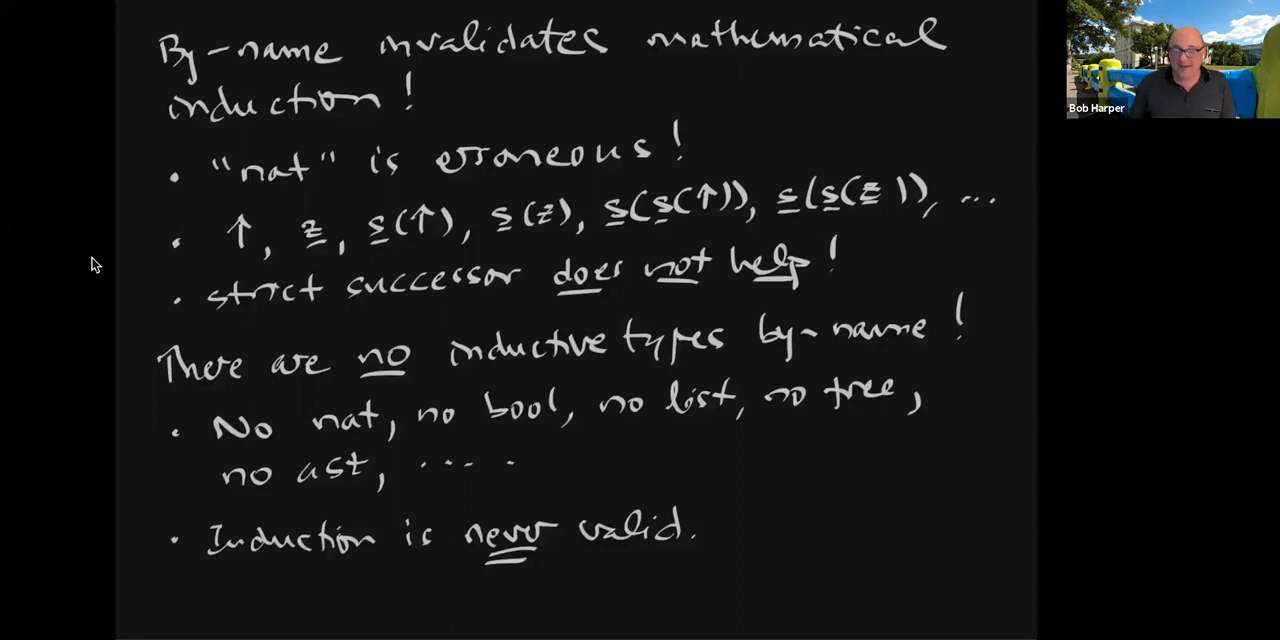 By-name invalidates mathematical
induction!
• "nat" is erroneous!
• ↑, z, s(↑), s(z), s(s(↑)), s(s(z)), ...
• strict successor does not help!
There are no inductive types by-name!
• No nat, no bool, no list, no tree,
no ast, .....
• Induction is never valid.
Bob Harper